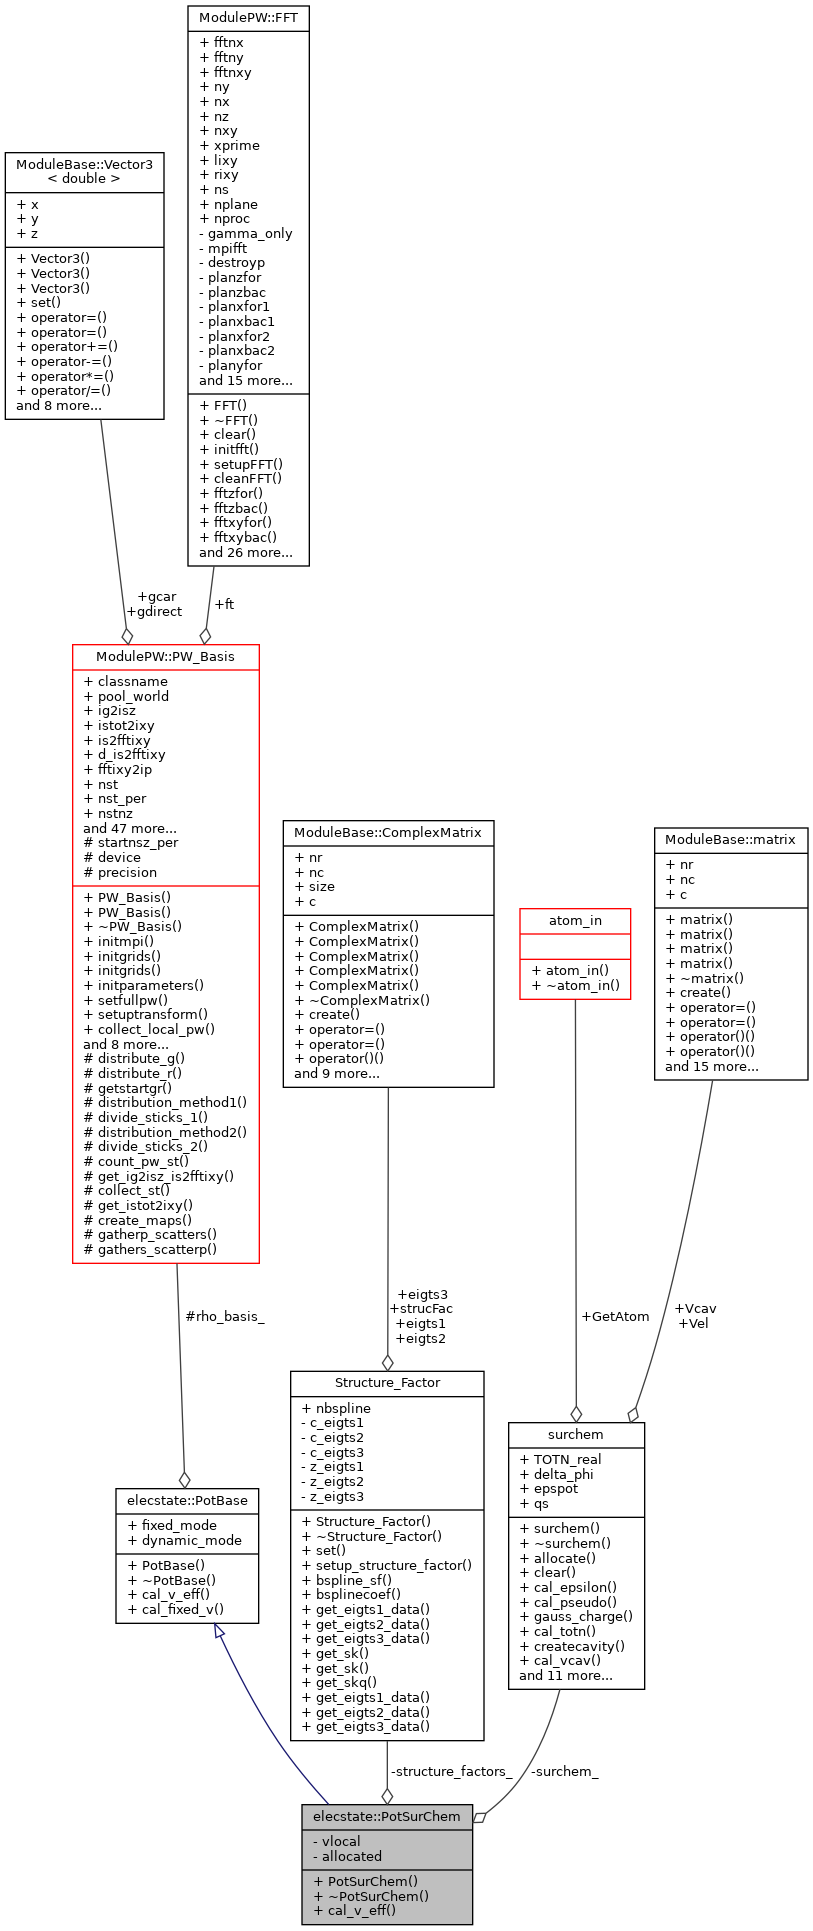 ModulePW::FFT
+ fftnx
+ fftny
+ fftnxy
+ ny
+ nx
+ nz
+ nxy
+ xprime
+ lixy
+ rixy
+ ns
+ nplane
+ nproc
- gamma_only
- mpifft
- destroyp
- planzfor
- planzbac
- planxfor1
- planxbac1
- planxfor2
- planxbac2
- planyfor
and 15 more...
+ FFT()
+ ~FFT()
+ clear()
+ initfft()
+ setupFFT()
+ cleanFFT()
+ fftzfor()
+ fftzbac()
+ fftxyfor()
+ fftxybac()
and 26 more...
ModuleBase::Vector3
< double >
+ x
+ y
+ z
+ Vector3()
+ Vector3()
+ Vector3()
+ set()
+ operator=()
+ operator=()
+ operator+=()
+ operator-=()
+ operator*=()
+ operator/=()
and 8 more...
+gcar
+gdirect
+ft
ModulePW::PW_Basis
+ classname
+ pool_world
+ ig2isz
+ istot2ixy
+ is2fftixy
+ d_is2fftixy
+ fftixy2ip
+ nst
+ nst_per
+ nstnz
and 47 more...
# startnsz_per
# device
# precision
+ PW_Basis()
+ PW_Basis()
+ ~PW_Basis()
+ initmpi()
+ initgrids()
+ initgrids()
+ initparameters()
+ setfullpw()
+ setuptransform()
+ collect_local_pw()
and 8 more...
# distribute_g()
# distribute_r()
# getstartgr()
# distribution_method1()
# divide_sticks_1()
# distribution_method2()
# divide_sticks_2()
# count_pw_st()
# get_ig2isz_is2fftixy()
# collect_st()
# get_istot2ixy()
# create_maps()
# gatherp_scatters()
# gathers_scatterp()
ModuleBase::ComplexMatrix
+ nr
+ nc
+ size
+ c
+ ComplexMatrix()
+ ComplexMatrix()
+ ComplexMatrix()
+ ComplexMatrix()
+ ComplexMatrix()
+ ~ComplexMatrix()
+ create()
+ operator=()
+ operator=()
+ operator()()
and 9 more...
atom_in
+ atom_in()
+ ~atom_in()
ModuleBase::matrix
+ nr
+ nc
+ c
+ matrix()
+ matrix()
+ matrix()
+ matrix()
+ ~matrix()
+ create()
+ operator=()
+ operator=()
+ operator()()
+ operator()()
and 15 more...
#rho_basis_
+eigts3
+strucFac
+eigts1
+eigts2
+GetAtom
+Vcav
+Vel
elecstate::PotBase
+ fixed_mode
+ dynamic_mode
+ PotBase()
+ ~PotBase()
+ cal_v_eff()
+ cal_fixed_v()
Structure_Factor
+ nbspline
- c_eigts1
- c_eigts2
- c_eigts3
- z_eigts1
- z_eigts2
- z_eigts3
+ Structure_Factor()
+ ~Structure_Factor()
+ set()
+ setup_structure_factor()
+ bspline_sf()
+ bsplinecoef()
+ get_eigts1_data()
+ get_eigts2_data()
+ get_eigts3_data()
+ get_sk()
+ get_sk()
+ get_skq()
+ get_eigts1_data()
+ get_eigts2_data()
+ get_eigts3_data()
surchem
+ TOTN_real
+ delta_phi
+ epspot
+ qs
+ surchem()
+ ~surchem()
+ allocate()
+ clear()
+ cal_epsilon()
+ cal_pseudo()
+ gauss_charge()
+ cal_totn()
+ createcavity()
+ cal_vcav()
and 11 more...
-structure_factors_
-surchem_
elecstate::PotSurChem
- vlocal
- allocated
+ PotSurChem()
+ ~PotSurChem()
+ cal_v_eff()